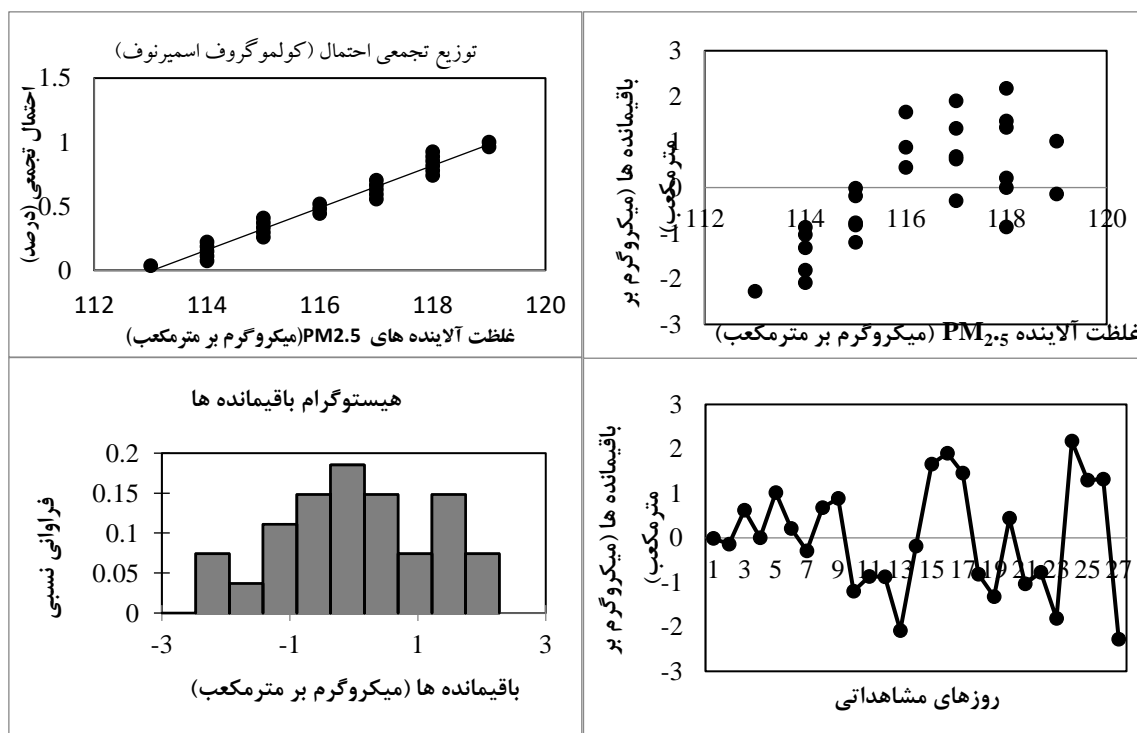 توزیع تجمعی احتمال (کولموگروف اسمیرنوف)
احتمال تجمعی (درصد)
1.5
1
0.5
0
112 114 116 118 120
غلظت آلاینده های PM2.5(میکروگرم بر مترمکعب)
باقیمانده ها (میکروگرم بر
مترمکعب)
3
2
1
0
-1
-2
-3
112 114 116 118 120
غلظت آلاینده PM2.5 (میکروگرم بر مترمکعب)
هیستوگرام باقیمانده ها
فراوانی نسبی
0.2
0.15
0.1
0.05
0
-3 -1 1 3
باقیمانده ها (میکروگرم بر مترمکعب)
باقیمانده ها (میکروگرم بر
مترمکعب)
3
2
1
0
-1
-2
-3
1 3 5 7 9 11 13 15 17 19 21 23 25 27
روزهای مشاهداتی